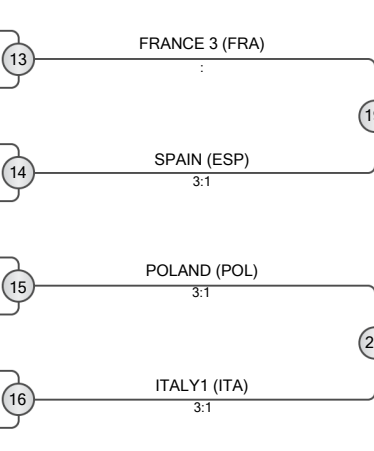 FRANCE 3 (FRA)
13
:
SPAIN (ESP)
14
3:1
POLAND (POL)
15
3:1
ITALY1 (ITA)
16
3:1